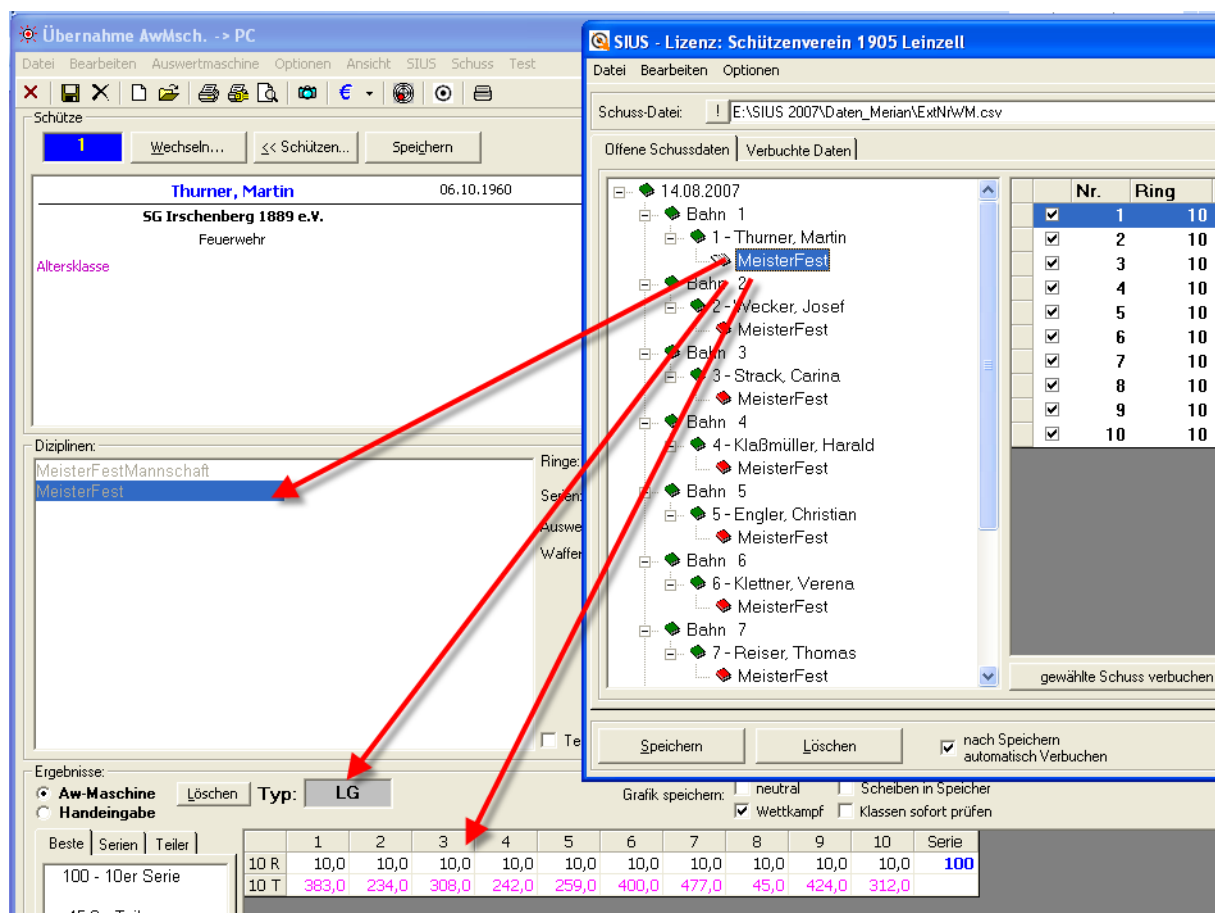 Übernahme AwMsch. -> PC
Datei Bearbeiten Auswertmaschine Optionen Ansicht SIUS Schuss Test
Schütze
1 Wechseln... << Schützen... Speichern
Thurner, Martin 06.10.1960
SG Irschenberg 1889 e.V.
Feuerwehr
Altersklasse
Diziplinen:
MeisterFestMannschaft
MeisterFest
Ringe:
Serien:
Auswe
Waffen
Te
SIUS - Lizenz: Schützenverein 1905 Leinzell
Datei Bearbeiten Optionen
Schuss-Datei: ! E:\SIUS 2007\Daten_Merian\ExtNrWM.csv
Offene Schussdaten Verbuchte Daten
14.08.2007
Bahn 1
1 - Thurner, Martin
MeisterFest
Bahn 2
2 - Wecker, Josef
MeisterFest
Bahn 3
3 - Strack, Carina
MeisterFest
Bahn 4
4 - Klaßmüller, Harald
MeisterFest
Bahn 5
5 - Engler, Christian
MeisterFest
Bahn 6
6 - Klettner, Verena
MeisterFest
Bahn 7
7 - Reiser, Thomas
MeisterFest
Nr. Ring
1 10
2 10
3 10
4 10
5 10
6 10
7 10
8 10
9 10
10 10
gewählte Schuss verbuchen
Speichern Löschen nach Speichern
automatisch Verbuchen
Ergebnisse:
Aw-Maschine Löschen Typ: LG
Handeingabe
Grafik speichern: neutral Scheiben in Speicher
Wettkampf Klassen sofort prüfen
Beste Serien Teiler
100 - 10er Serie
1 2 3 4 5 6 7 8 9 10 Serie
10 R 10,0 10,0 10,0 10,0 10,0 10,0 10,0 10,0 10,0 10,0 100
10 T 383,0 234,0 308,0 242,0 259,0 400,0 477,0 45,0 424,0 312,0